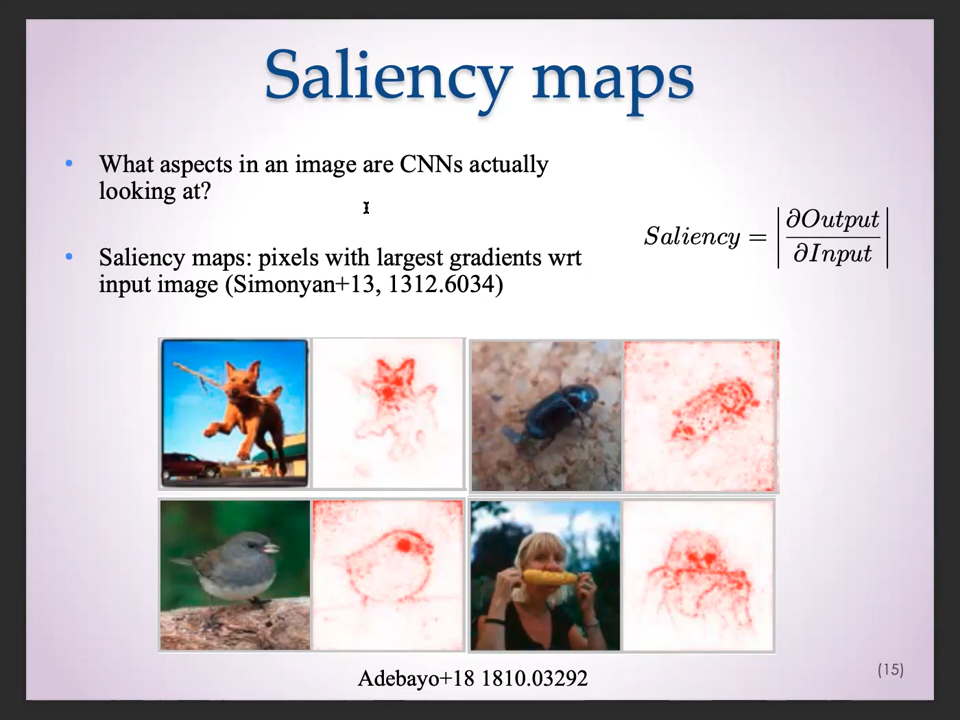 Saliency maps
• What aspects in an image are CNNs actually
looking at?
Saliency = |∂Output/∂Input|
• Saliency maps: pixels with largest gradients wrt
input image (Simonyan+13, 1312.6034)
Adebayo+18 1810.03292
(15)